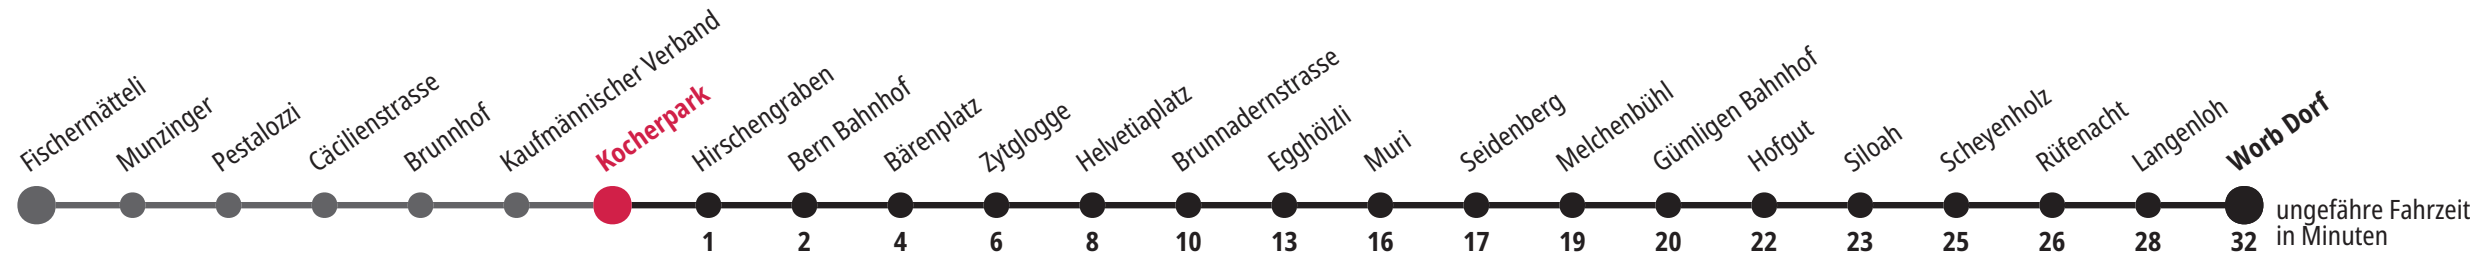 Fischermätteli
Munzinger
Pestalozzi
Cäcilienstrasse
Brunnhof
Kaufmännischer Verband
Kocherpark
Hirschengraben
Bern Bahnhof
Bärenplatz
Zytglogge
Helvetiaplatz
Brunnadernstrasse
Egghölzli
Muri
Seidenberg
Melchenbühl
Gümligen Bahnhof
Hofgut
Siloah
Scheyenholz
Rüfenacht
Langenloh
Worb Dorf
1 2 4 6 8 10 13 16 17 19 20 22 23 25 26 28 32
ungefähre Fahrzeit
in Minuten